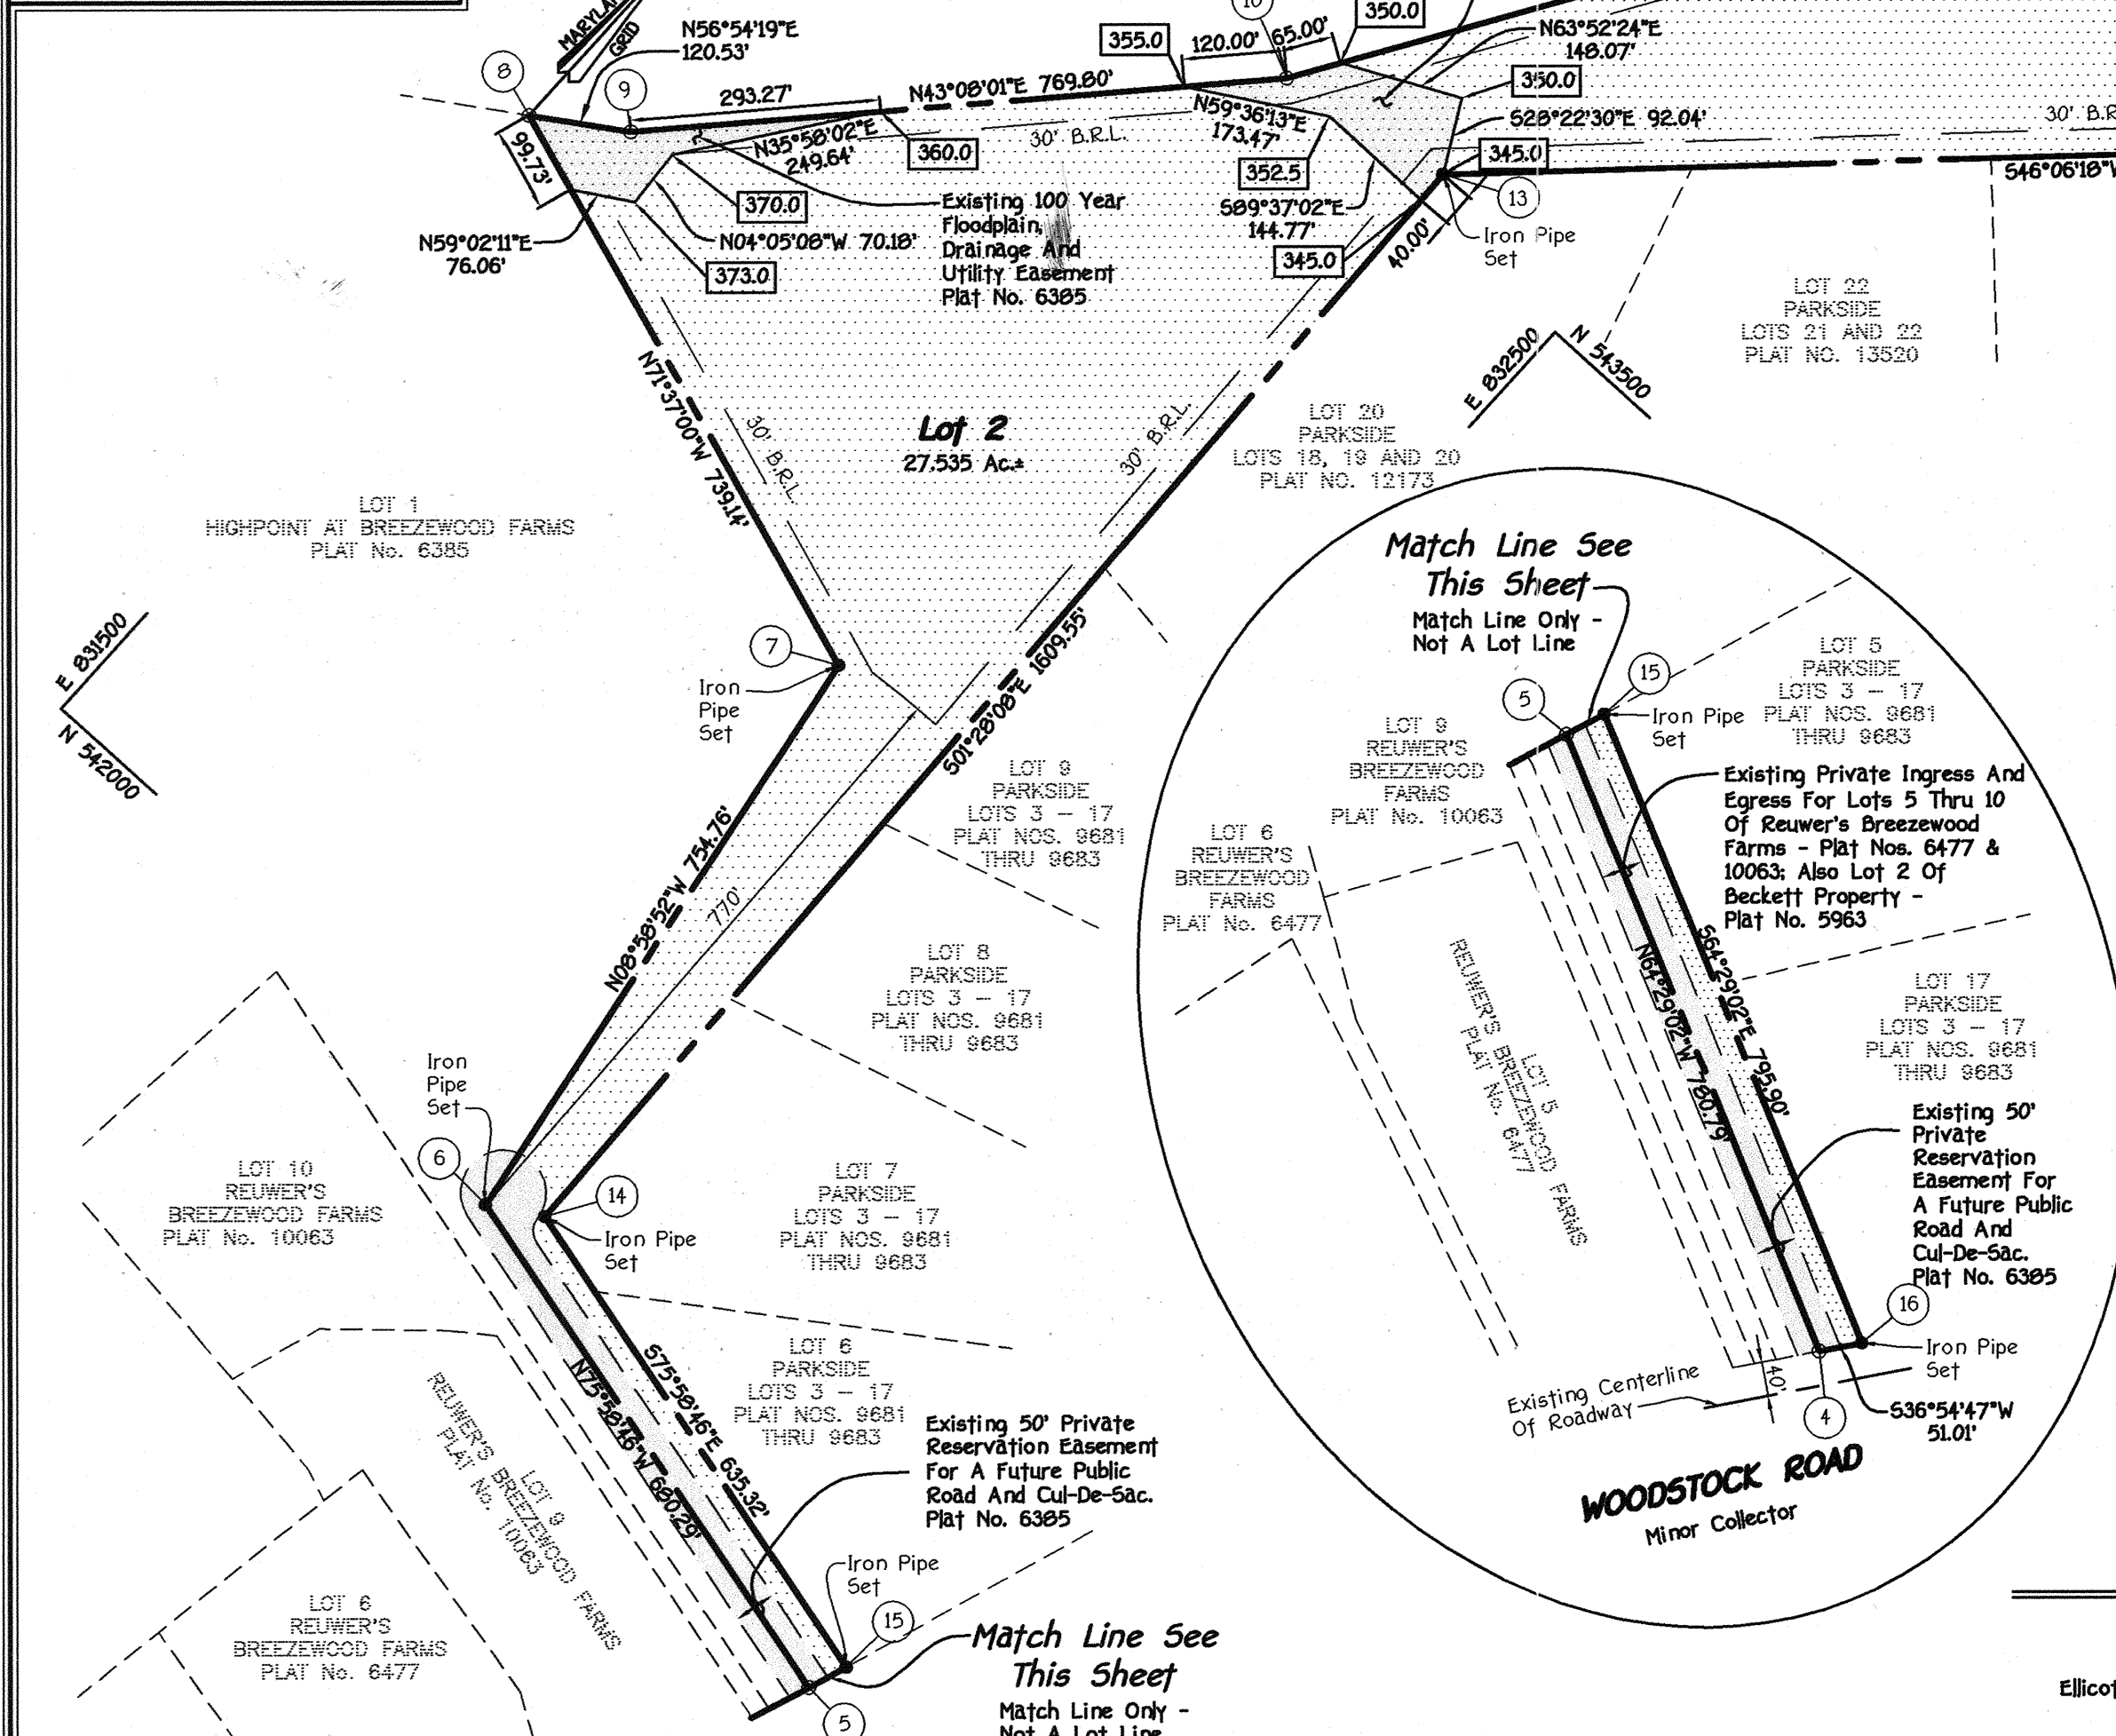 MARYLA
GRID
N56°54'19"E
120.53'
8
9
10
355.0
120.00'
65.00'
350.0
N63°52'24"E
148.07'
350.0
S28°22'30"E 92.04'
293.27'
N43°08'01"E 769.80'
30' B.R.L.
N59°36'13"E
173.47'
352.5
345.0
30' B.R
S46°06'18"W
99.73'
N35°58'02"E
249.64'
360.0
370.0
N04°05'08"W 70.18'
373.0
N59°02'11"E
76.06'
Existing 100 Year
Floodplain,
Drainage And
Utility Easement
Plat No. 6385
S89°37'02"E
144.77'
345.0
40.00'
13
Iron Pipe
Set
LOT 22
PARKSIDE
LOTS 21 AND 22
PLAT NO. 13520
E 832500
N 543500
N71°37'00"W 739.14'
30' B.R.L.
Lot 2
27.535 Ac.±
30' B.R.L.
LOT 20
PARKSIDE
LOTS 18, 19 AND 20
PLAT NO. 12173
LOT 1
HIGHPOINT AT BREEZEWOOD FARMS
PLAT No. 6385
E 831500
N 542000
7
Iron
Pipe
Set
S01°28'08"E 1609.55'
N08°58'52"W 754.76'
770'
LOT 9
PARKSIDE
LOTS 3 - 17
PLAT NOS. 9681
THRU 9683
LOT 8
PARKSIDE
LOTS 3 - 17
PLAT NOS. 9681
THRU 9683
Iron
Pipe
Set
6
14
Iron Pipe
Set
LOT 10
REUWER'S
BREEZEWOOD FARMS
PLAT No. 10063
LOT 7
PARKSIDE
LOTS 3 - 17
PLAT NOS. 9681
THRU 9683
LOT 6
PARKSIDE
LOTS 3 - 17
PLAT NOS. 9681
THRU 9683
S75°58'46"E 635.32'
N75°58'46"W 680.29'
LOT 9
REUWER'S BREEZEWOOD FARMS
PLAT No. 10063
LOT 6
REUWER'S
BREEZEWOOD FARMS
PLAT No. 6477
Existing 50' Private
Reservation Easement
For A Future Public
Road And Cul-De-Sac.
Plat No. 6385
Iron Pipe
Set
15
5
Match Line See
This Sheet
Match Line Only -
Not A Lot Line
Match Line See
This Sheet
Match Line Only -
Not A Lot Line
5
15
Iron Pipe
Set
LOT 5
PARKSIDE
LOTS 3 - 17
PLAT NOS. 9681
THRU 9683
LOT 9
REUWER'S
BREEZEWOOD
FARMS
PLAT No. 10063
LOT 6
REUWER'S
BREEZEWOOD
FARMS
PLAT No. 6477
Existing Private Ingress And
Egress For Lots 5 Thru 10
Of Reuwer's Breezewood
Farms - Plat Nos. 6477 &
10063; Also Lot 2 Of
Beckett Property -
Plat No. 5963
S64°29'02"E 795.90'
N64°29'02"W 780.79'
LOT 5
REUWER'S BREEZEWOOD FARMS
PLAT No. 6477
LOT 17
PARKSIDE
LOTS 3 - 17
PLAT NOS. 9681
THRU 9683
Existing 50'
Private
Reservation
Easement For
A Future Public
Road And
Cul-De-Sac.
Plat No. 6385
16
Iron Pipe
Set
40'
Existing Centerline
Of Roadway
4
S36°54'47"W
51.01'
WOODSTOCK ROAD
Minor Collector
Ellicot